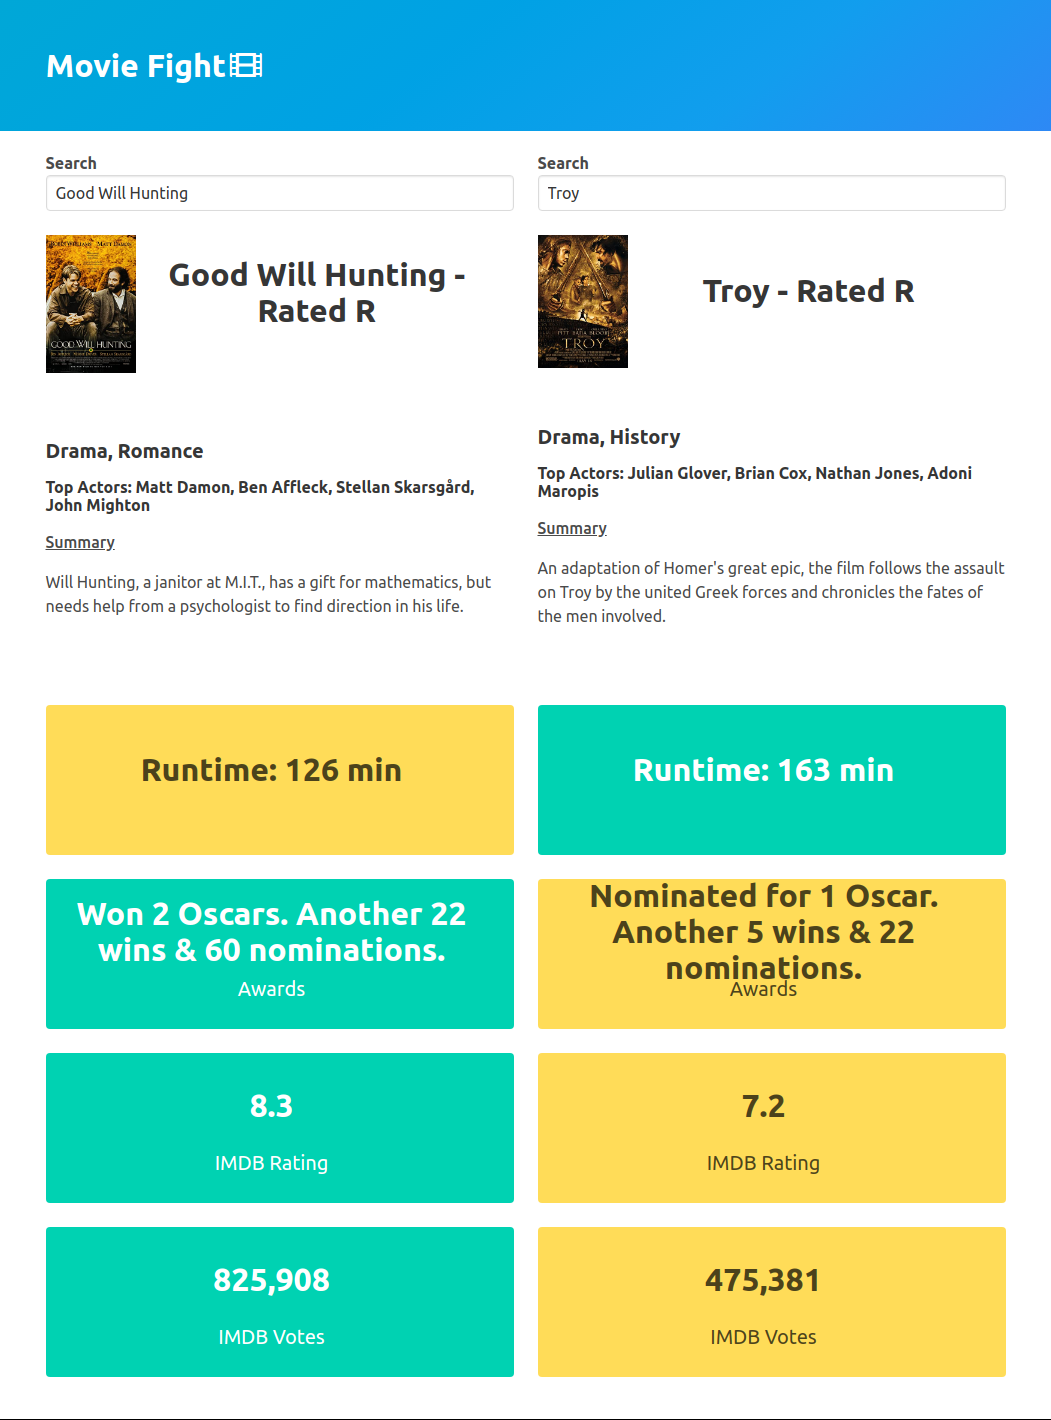 Movie Fight
Search
Good Will Hunting
MATT DAMON
GOOD WILL HUNTING
Good Will Hunting -
Rated R
Drama, Romance
Top Actors: Matt Damon, Ben Affleck, Stellan Skarsgård,
John Mighton
Summary
Will Hunting, a janitor at M.I.T., has a gift for mathematics, but
needs help from a psychologist to find direction in his life.
Search
Troy
TROY
Troy - Rated R
Drama, History
Top Actors: Julian Glover, Brian Cox, Nathan Jones, Adoni
Maropis
Summary
An adaptation of Homer's great epic, the film follows the assault
on Troy by the united Greek forces and chronicles the fates of
the men involved.
Runtime: 126 min
Runtime: 163 min
Won 2 Oscars. Another 22
wins & 60 nominations.
Awards
Nominated for 1 Oscar.
Another 5 wins & 22
nominations.
Awards
8.3
IMDB Rating
7.2
IMDB Rating
825,908
IMDB Votes
475,381
IMDB Votes